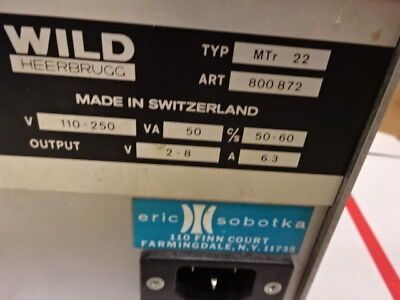 WILD
HEERBRUGG
TYP MTr 22
ART 800 872
MADE IN SWITZERLAND
V 110-250 VA 50 c/s 50-60
OUTPUT V 2-8 A 6.3
eric sobotka
110 FINN COURT
FARMINGDALE, N.Y. 11735